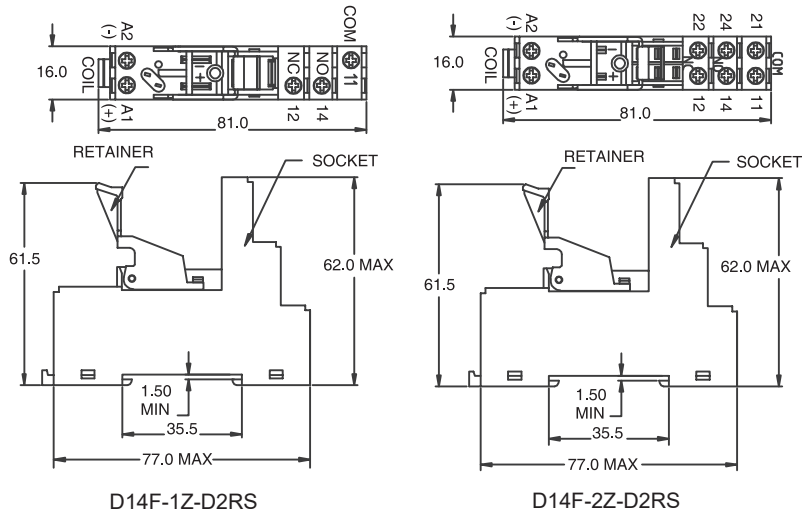 A2 (-)
COIL
A1 (+)
16.0
NC
NO
COM
12
14
11
81.0
RETAINER
SOCKET
61.5
62.0 MAX
1.50
MIN
35.5
77.0 MAX
D14F-1Z-D2RS
A2 (-)
COIL
A1 (+)
16.0
22
24
21
NC
NO
COM
12
14
11
81.0
RETAINER
SOCKET
61.5
62.0 MAX
1.50
MIN
35.5
77.0 MAX
D14F-2Z-D2RS